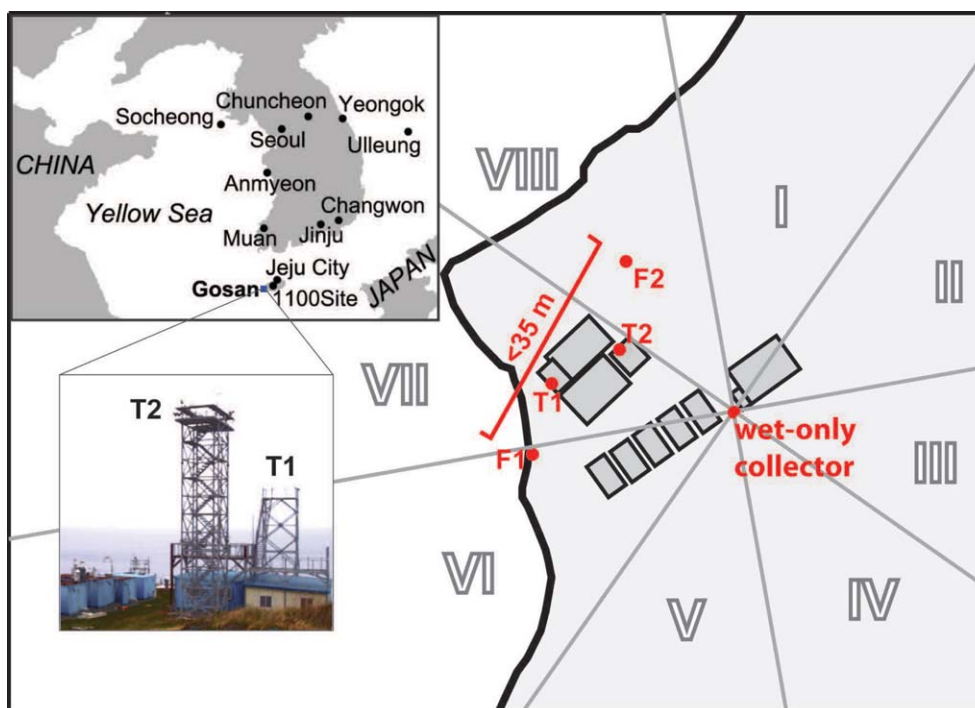 Chuncheon
Yeongok
Socheong
Seoul
Ulleung
CHINA
Anmyeon
Yellow Sea
Changwon
Jinju
Muan
Jeju City
Gosan
1100Site
JAPAN
T2
T1
VIII
I
II
F2
<35 m
T2
VII
T1
wet-only
collector
F1
III
VI
IV
V